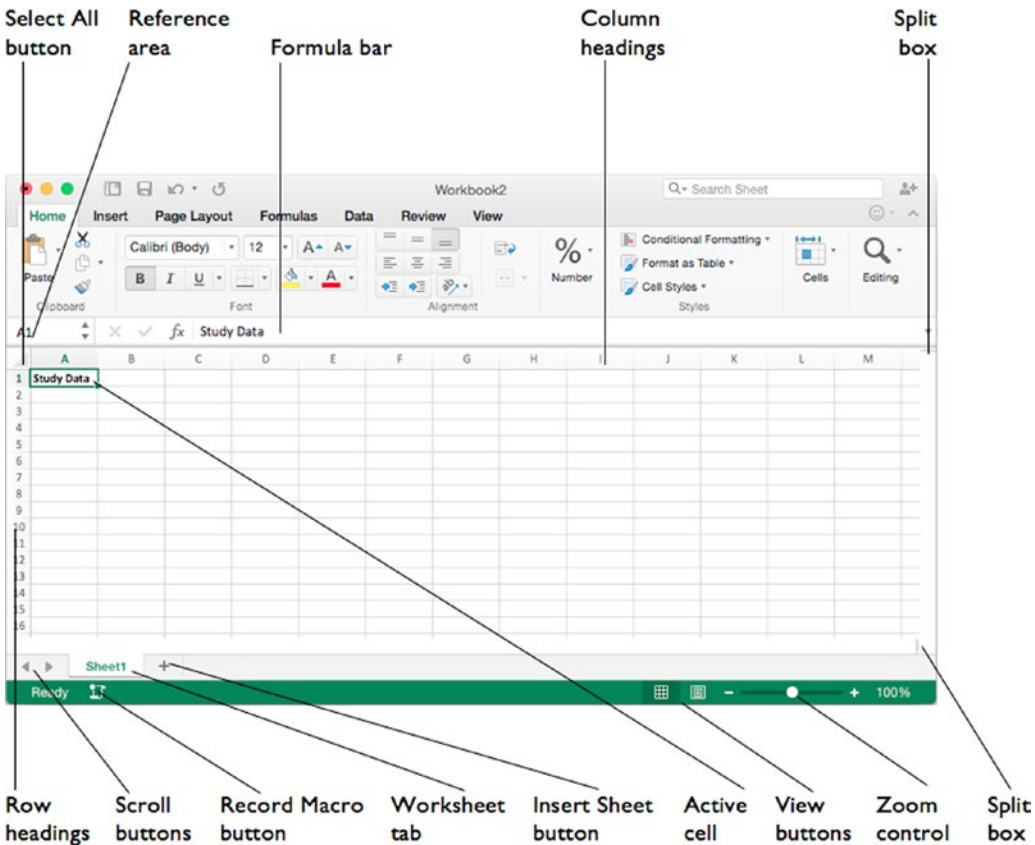 Select All button
Reference area
Formula bar
Column headings
Split box
Workbook2
Search Sheet
Home Insert Page Layout Formulas Data Review View
Paste
Calibri (Body) 12 A A
B I U A
% Number
Conditional Formatting
Format as Table
Cell Styles
Cells
Editing
Clipboard Font Alignment Styles
A1 fx Study Data
A B C D E F G H I J K L M
1 Study Data
2
3
4
5
6
7
8
9
10
11
12
13
14
15
16
Sheet1 +
Ready - + 100%
Row headings
Scroll buttons
Record Macro button
Worksheet tab
Insert Sheet button
Active cell
View buttons
Zoom control
Split box